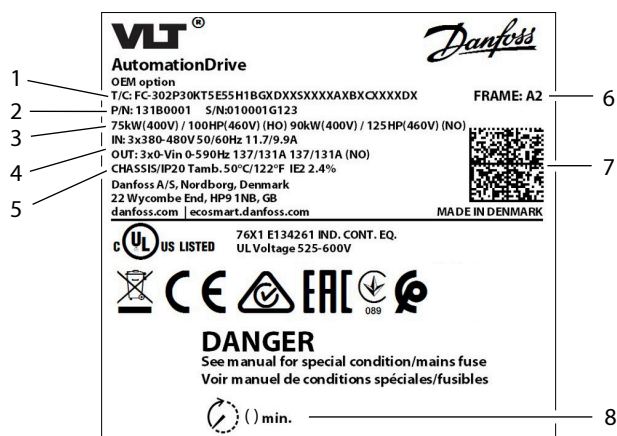 VLT ® Danfoss
AutomationDrive
OEM option
1 T/C: FC-302P30KT5E55H1BGXDXXSXXXXAXBXCXXXXDX FRAME: A2 6
2 P/N: 131B0001 S/N:010001G123
3 75kW(400V) / 100HP(460V) (HO) 90kW(400V) / 125HP(460V) (NO)
IN: 3x380-480V 50/60Hz 11.7/9.9A
4 OUT: 3x0-Vin 0-590Hz 137/131A 137/131A (NO)
5 CHASSIS/IP20 Tamb.50°C/122°F IE2 2.4% 7
Danfoss A/S, Nordborg, Denmark
22 Wycombe End, HP9 1NB, GB
danfoss.com | ecosmart.danfoss.com MADE IN DENMARK
c UL US LISTED 76X1 E134261 IND. CONT. EQ.
UL Voltage 525-600V
CE EAC 089
DANGER
See manual for special condition/mains fuse
Voir manuel de conditions spéciales/fusibles
( ) min. 8